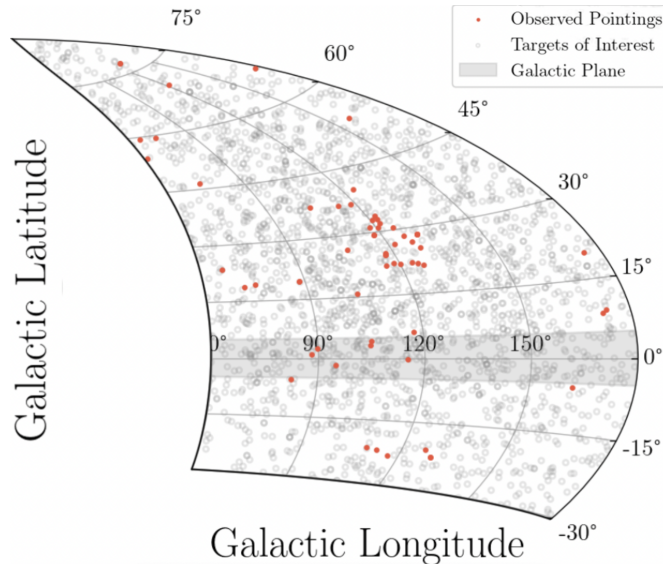 75°
Observed Pointings
Targets of Interest
Galactic Plane
60°
45°
30°
15°
0°
90°
120°
150°
0°
-15°
-30°
Galactic Latitude
Galactic Longitude